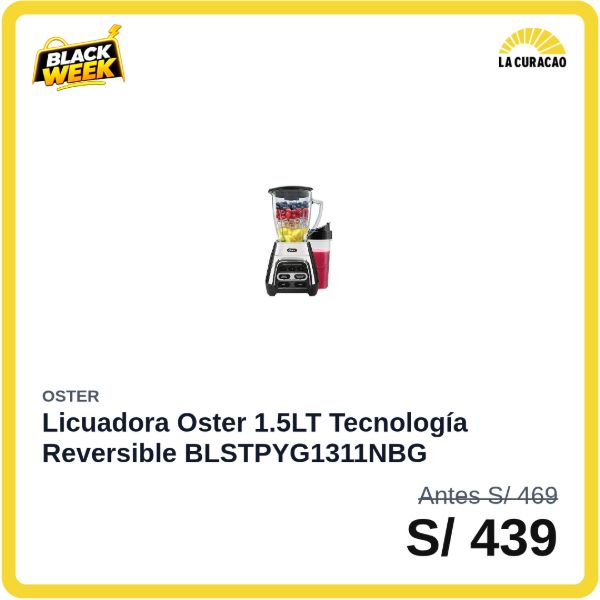 BLACK
WEEK
LA CURACAO
OSTER
Licuadora Oster 1.5LT Tecnología
Reversible BLSTPYG1311NBG
Antes S/ 469
S/ 439